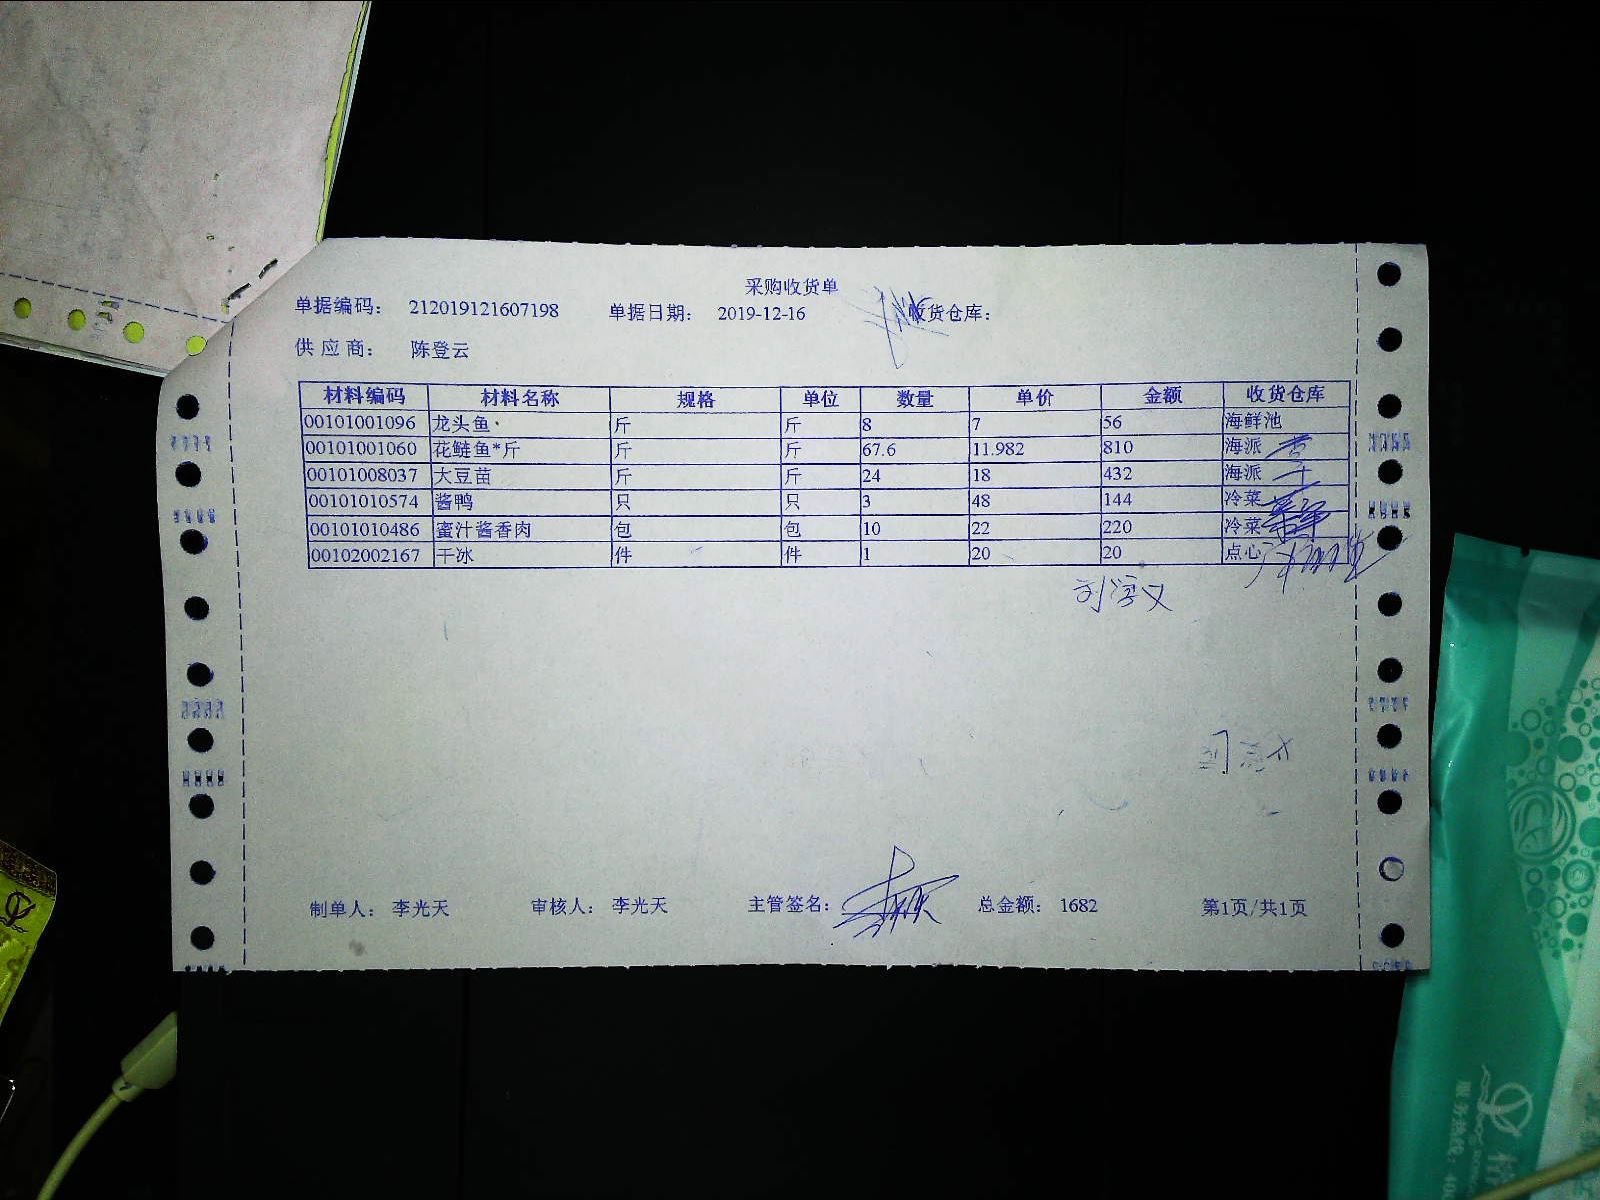 采购收货单
单据编码： 212019121607198 单据日期： 2019-12-16 收货仓库：
供应商： 陈登云
材料编码 材料名称 规格 单位 数量 单价 金额 收货仓库
00101001096 龙头鱼 斤 斤 8 7 56 海鲜池
00101001060 花鲢鱼*斤 斤 斤 67.6 11.982 810 海派
00101008037 大豆苗 斤 斤 24 18 432 海派
00101010574 酱鸭 只 只 3 48 144 冷菜
00101010486 蜜汁酱香肉 包 包 10 22 220 冷菜
00102002167 干冰 件 件 1 20 20 点心
制单人： 李光天 审核人： 李光天 主管签名： 总金额： 1682 第1页/共1页
服务热线：40